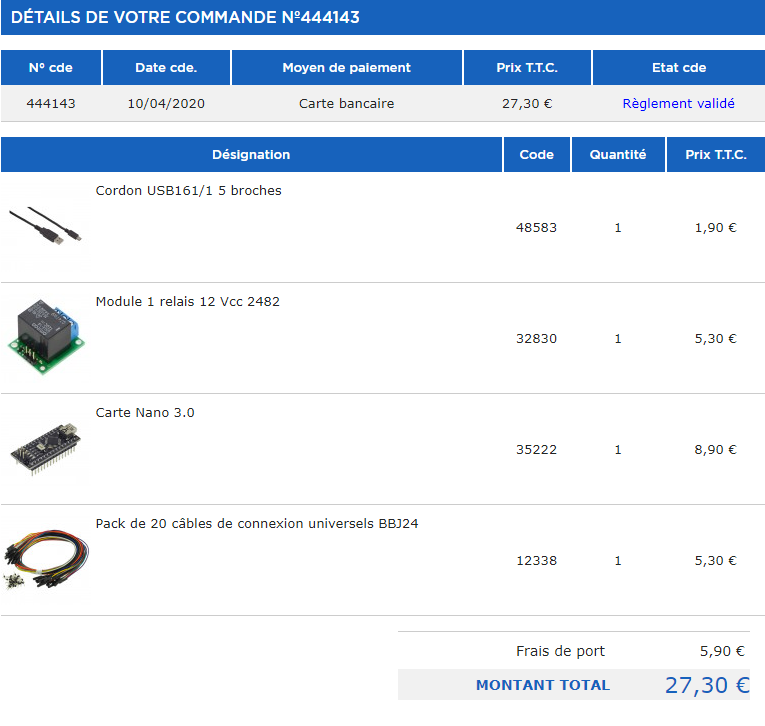 DÉTAILS DE VOTRE COMMANDE Nº444143
N° cde Date cde. Moyen de paiement Prix T.T.C. Etat cde
444143 10/04/2020 Carte bancaire 27,30 € Règlement validé
Désignation Code Quantité Prix T.T.C.
Cordon USB161/1 5 broches
48583 1 1,90 €
Module 1 relais 12 Vcc 2482
32830 1 5,30 €
Carte Nano 3.0
35222 1 8,90 €
Pack de 20 câbles de connexion universels BBJ24
12338 1 5,30 €
Frais de port 5,90 €
MONTANT TOTAL 27,30 €